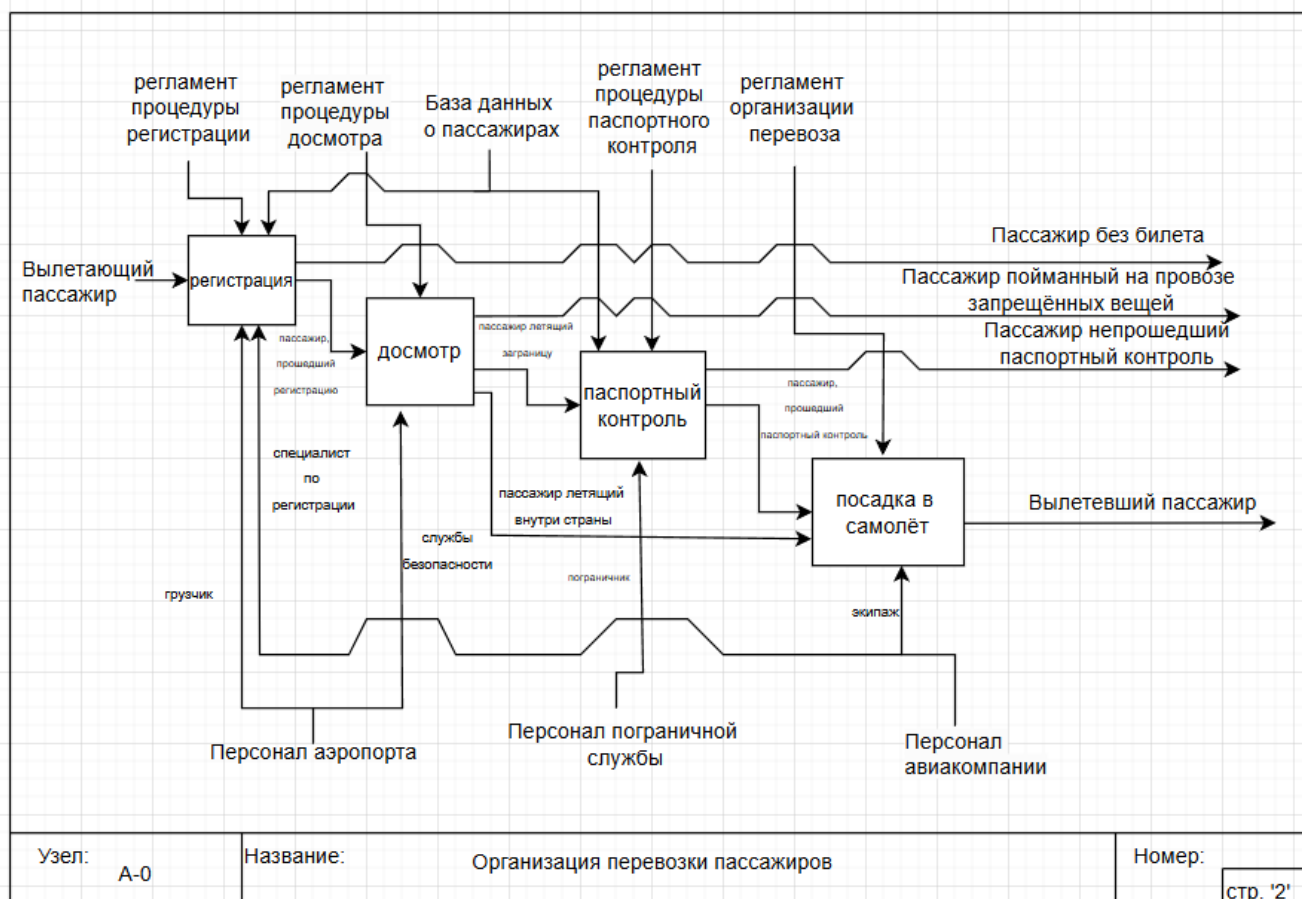 регламент
процедуры
регистрации
регламент
процедуры
досмотра
База данных
о пассажирах
регламент
процедуры
паспортного
контроля
регламент
организации
перевоза
Вылетающий
пассажир
регистрация
Пассажир без билета
Пассажир пойманный на провозе
запрещённых вещей
Пассажир непрошедший
паспортный контроль
пассажир,
прошедший
регистрацию
досмотр
пассажир летящий
заграницу
паспортный
контроль
пассажир,
прошедший
паспортный контроль
специалист
по
регистрации
пассажир летящий
внутри страны
посадка в
самолёт
Вылетевший пассажир
службы
безопасности
пограничник
грузчик
экипаж
Персонал аэропорта
Персонал пограничной
службы
Персонал
авиакомпании
Узел:
А-0
Название:
Организация перевозки пассажиров
Номер:
стр. '2'